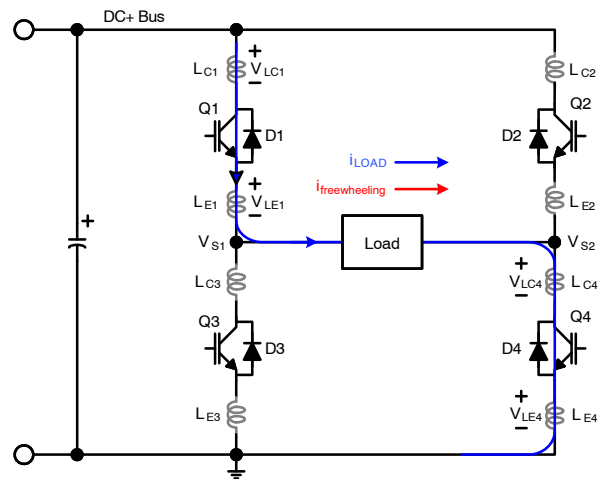 DC+ Bus
LC1
+
VLC1
−
LC2
Q1
Q2
D1
D2
iLOAD
ifreewheeling
LE1
+
VLE1
−
LE2
VS1
Load
VS2
+
LC3
+
VLC4
−
LC4
Q3
Q4
D3
D4
LE3
+
VLE4
−
LE4